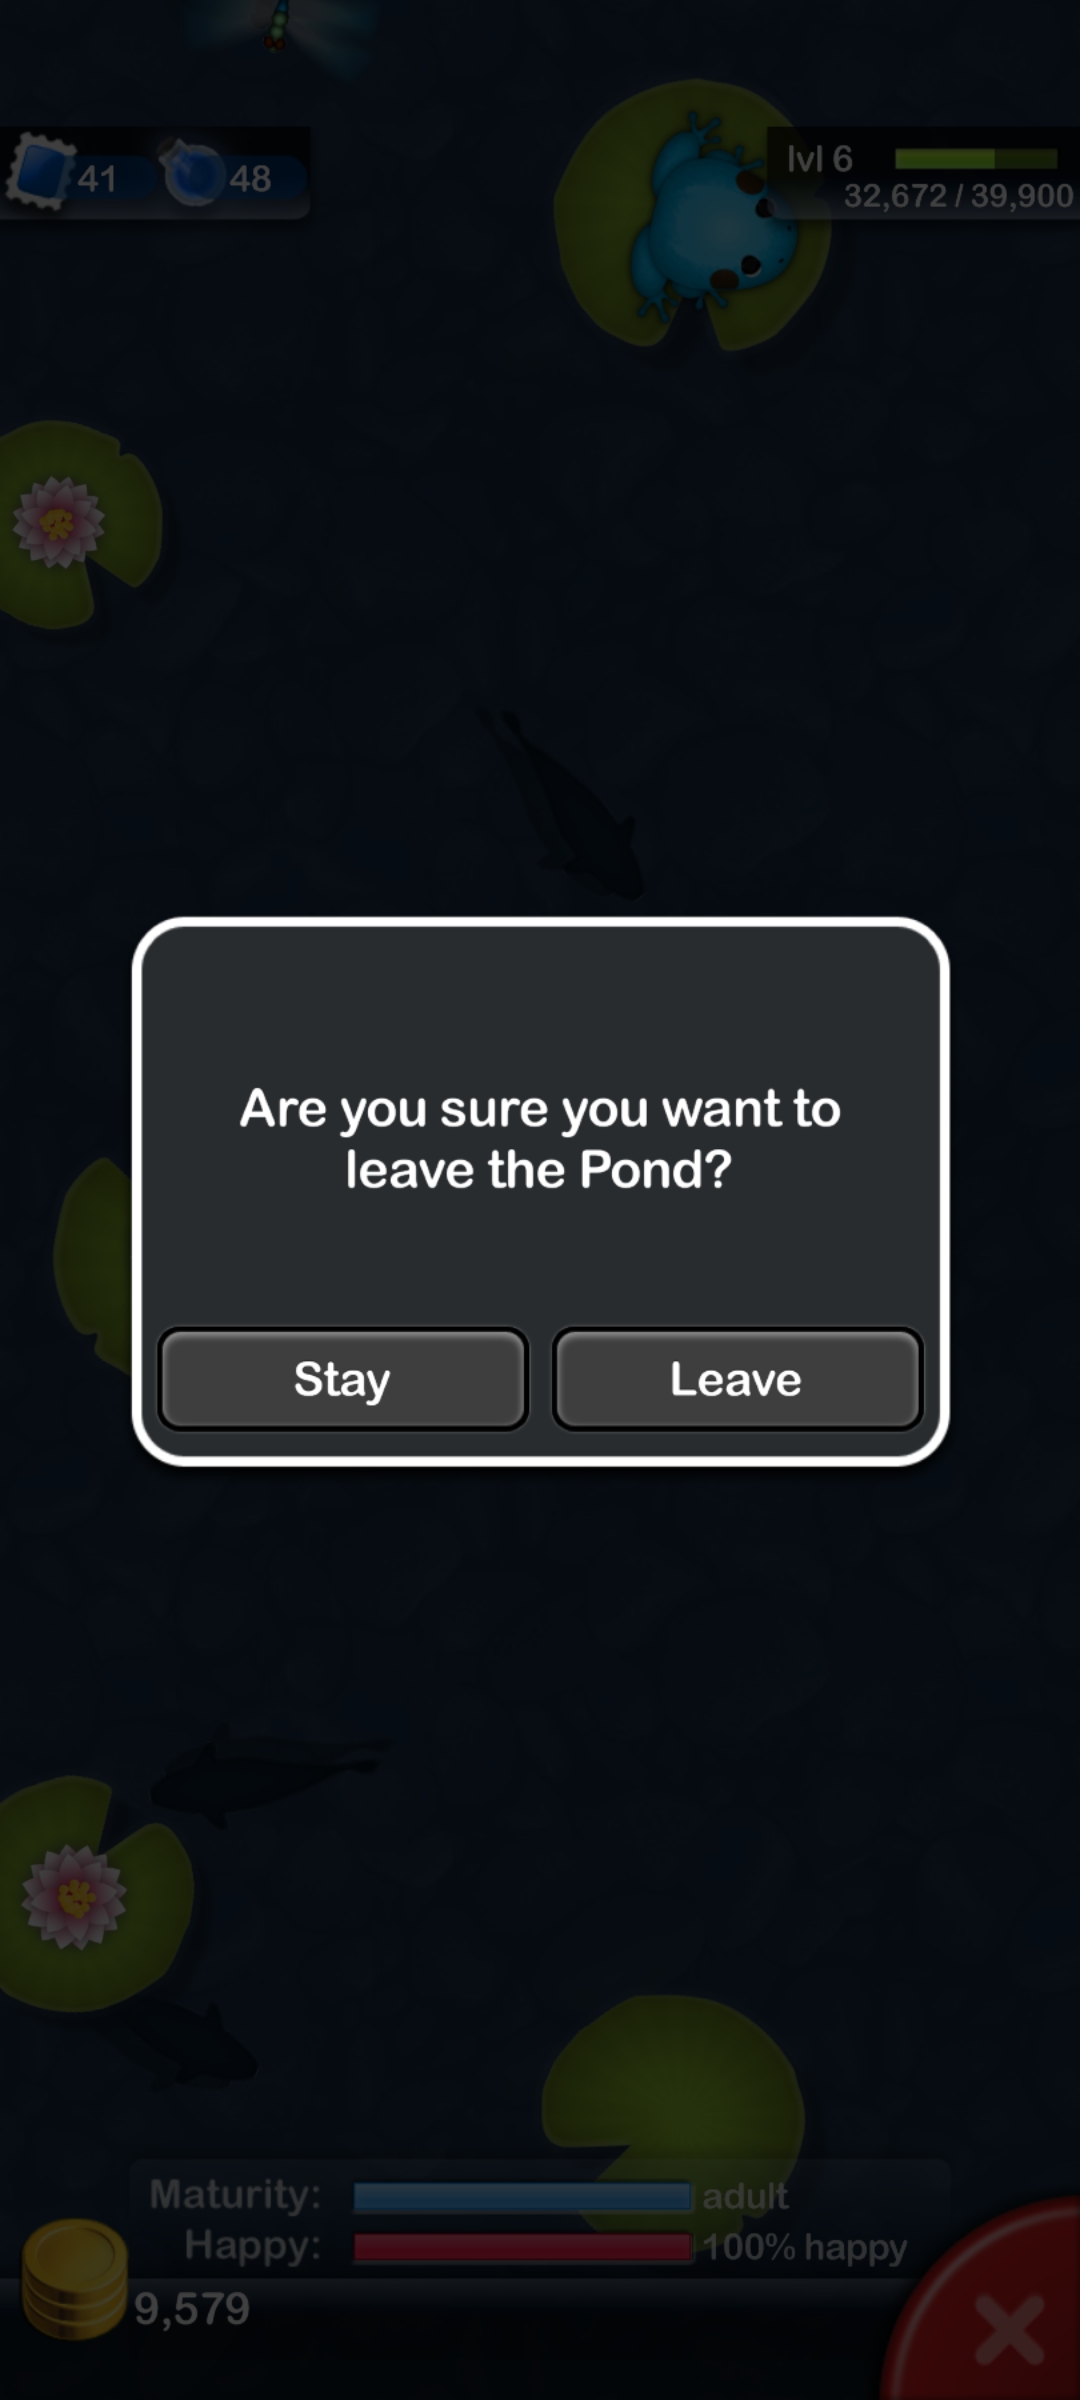 41
48
lvl 6
32,672 / 39,900
Are you sure you want to
leave the Pond?
Stay
Leave
Maturity:
adult
Happy:
100% happy
9,579